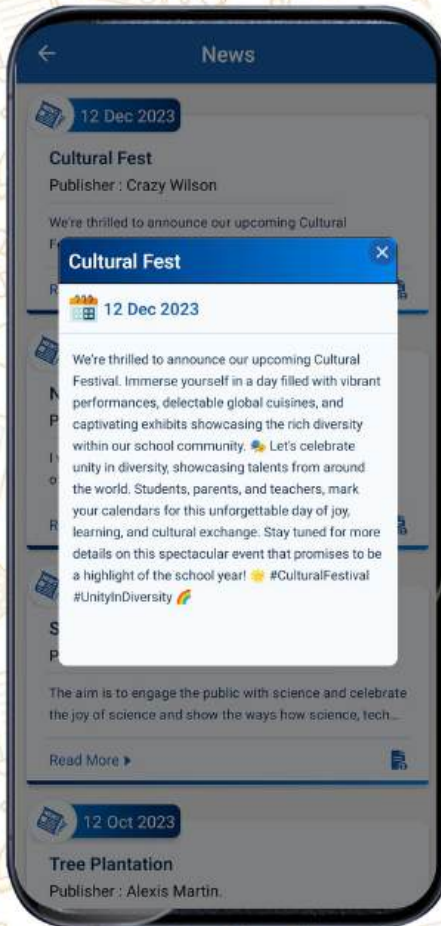 News
12 Dec 2023
Cultural Fest
Publisher : Crazy Wilson
We're thrilled to announce our upcoming Cultural
Cultural Fest
12 Dec 2023
We're thrilled to announce our upcoming Cultural
Festival. Immerse yourself in a day filled with vibrant
performances, delectable global cuisines, and
captivating exhibits showcasing the rich diversity
within our school community. 🎭 Let's celebrate
unity in diversity, showcasing talents from around
the world. Students, parents, and teachers, mark
your calendars for this unforgettable day of joy,
learning, and cultural exchange. Stay tuned for more
details on this spectacular event that promises to be
a highlight of the school year! 🌟 #CulturalFestival
#UnityInDiversity 🌈
The aim is to engage the public with science and celebrate
the joy of science and show the ways how science, tech...
Read More
12 Oct 2023
Tree Plantation
Publisher : Alexis Martin.